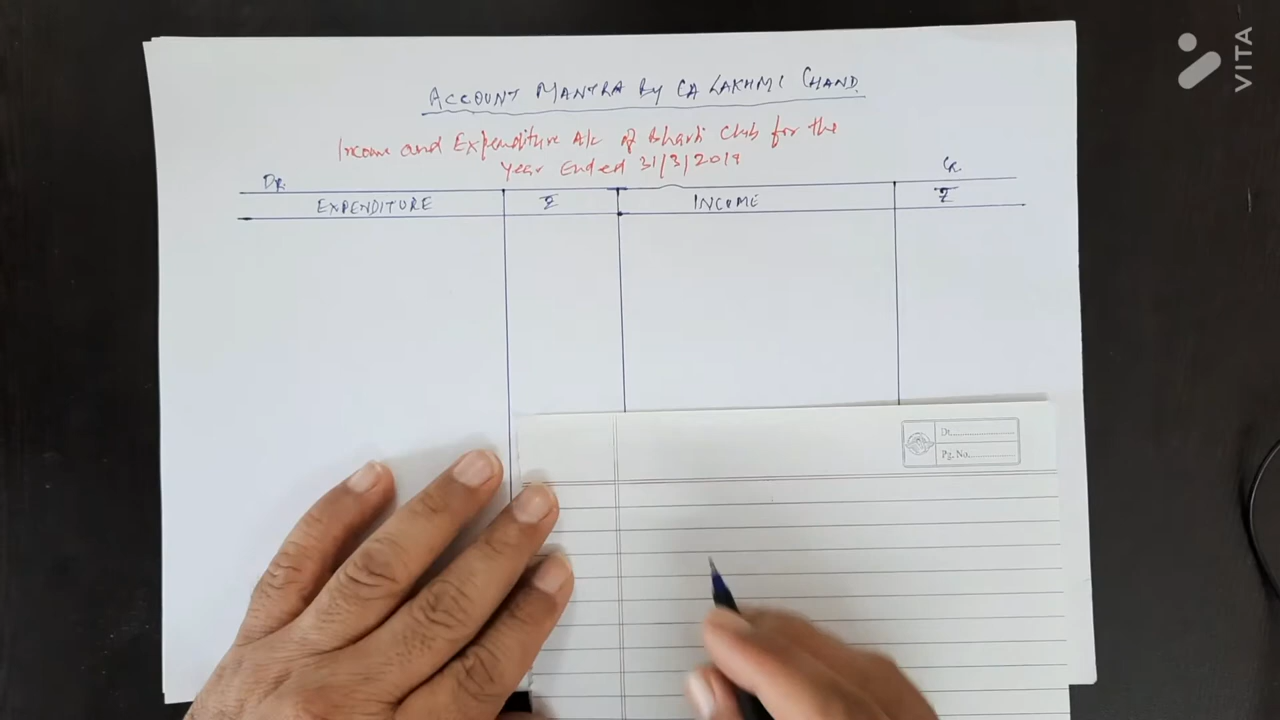 VITA
ACCOUNT MANTRA By CA LAKHMI CHAND.
Income and Expenditure A/c of Bharti Club for the
Year Ended 31/3/2019
Dr. Cr.
EXPENDITURE ₹ INCOME ₹
Dt.
Pg. No.